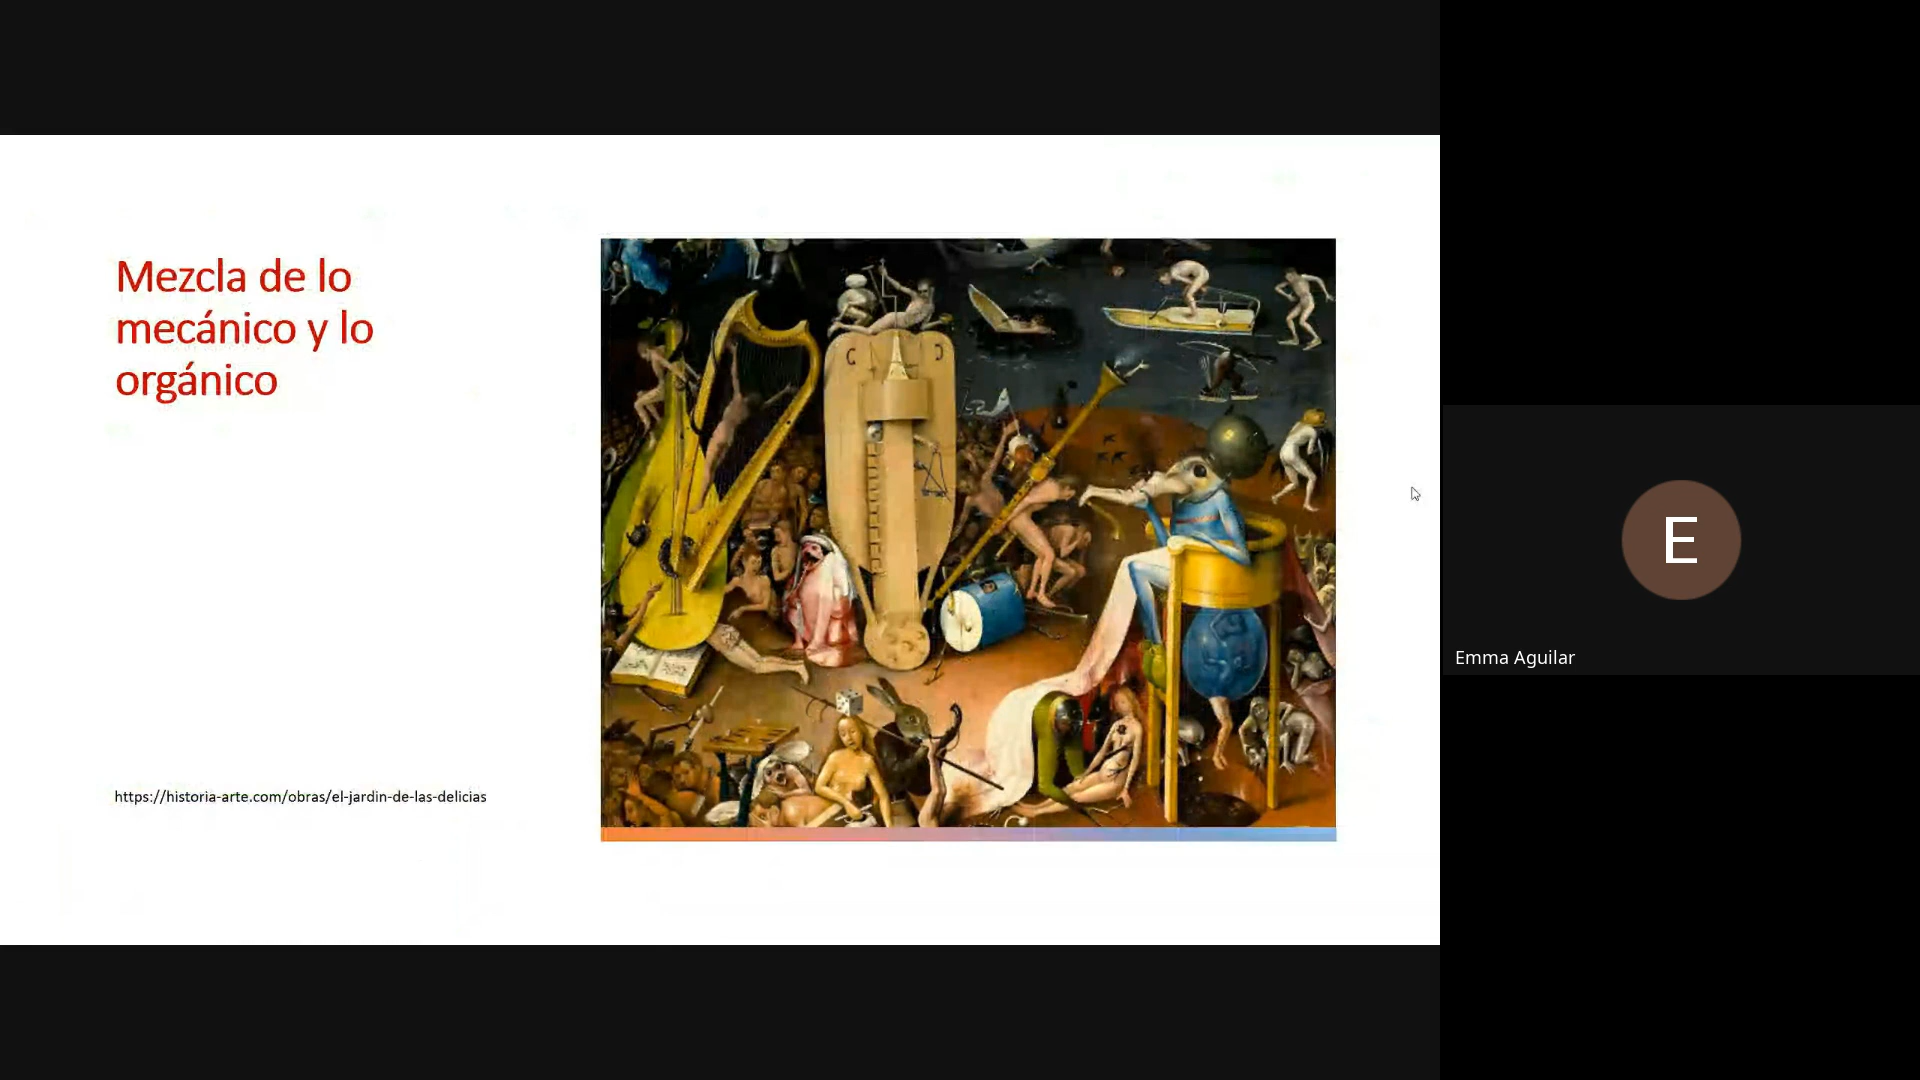 Mezcla de lo
mecánico y lo
orgánico
https://historia-arte.com/obras/el-jardin-de-las-delicias
E
Emma Aguilar